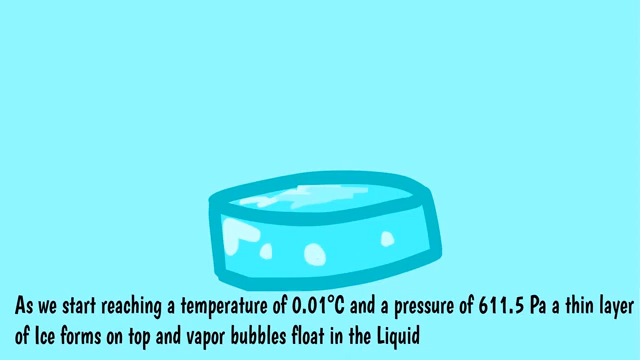 As we start reaching a temperature of 0.01°C and a pressure of 611.5 Pa a thin layer
of Ice forms on top and vapor bubbles float in the Liquid